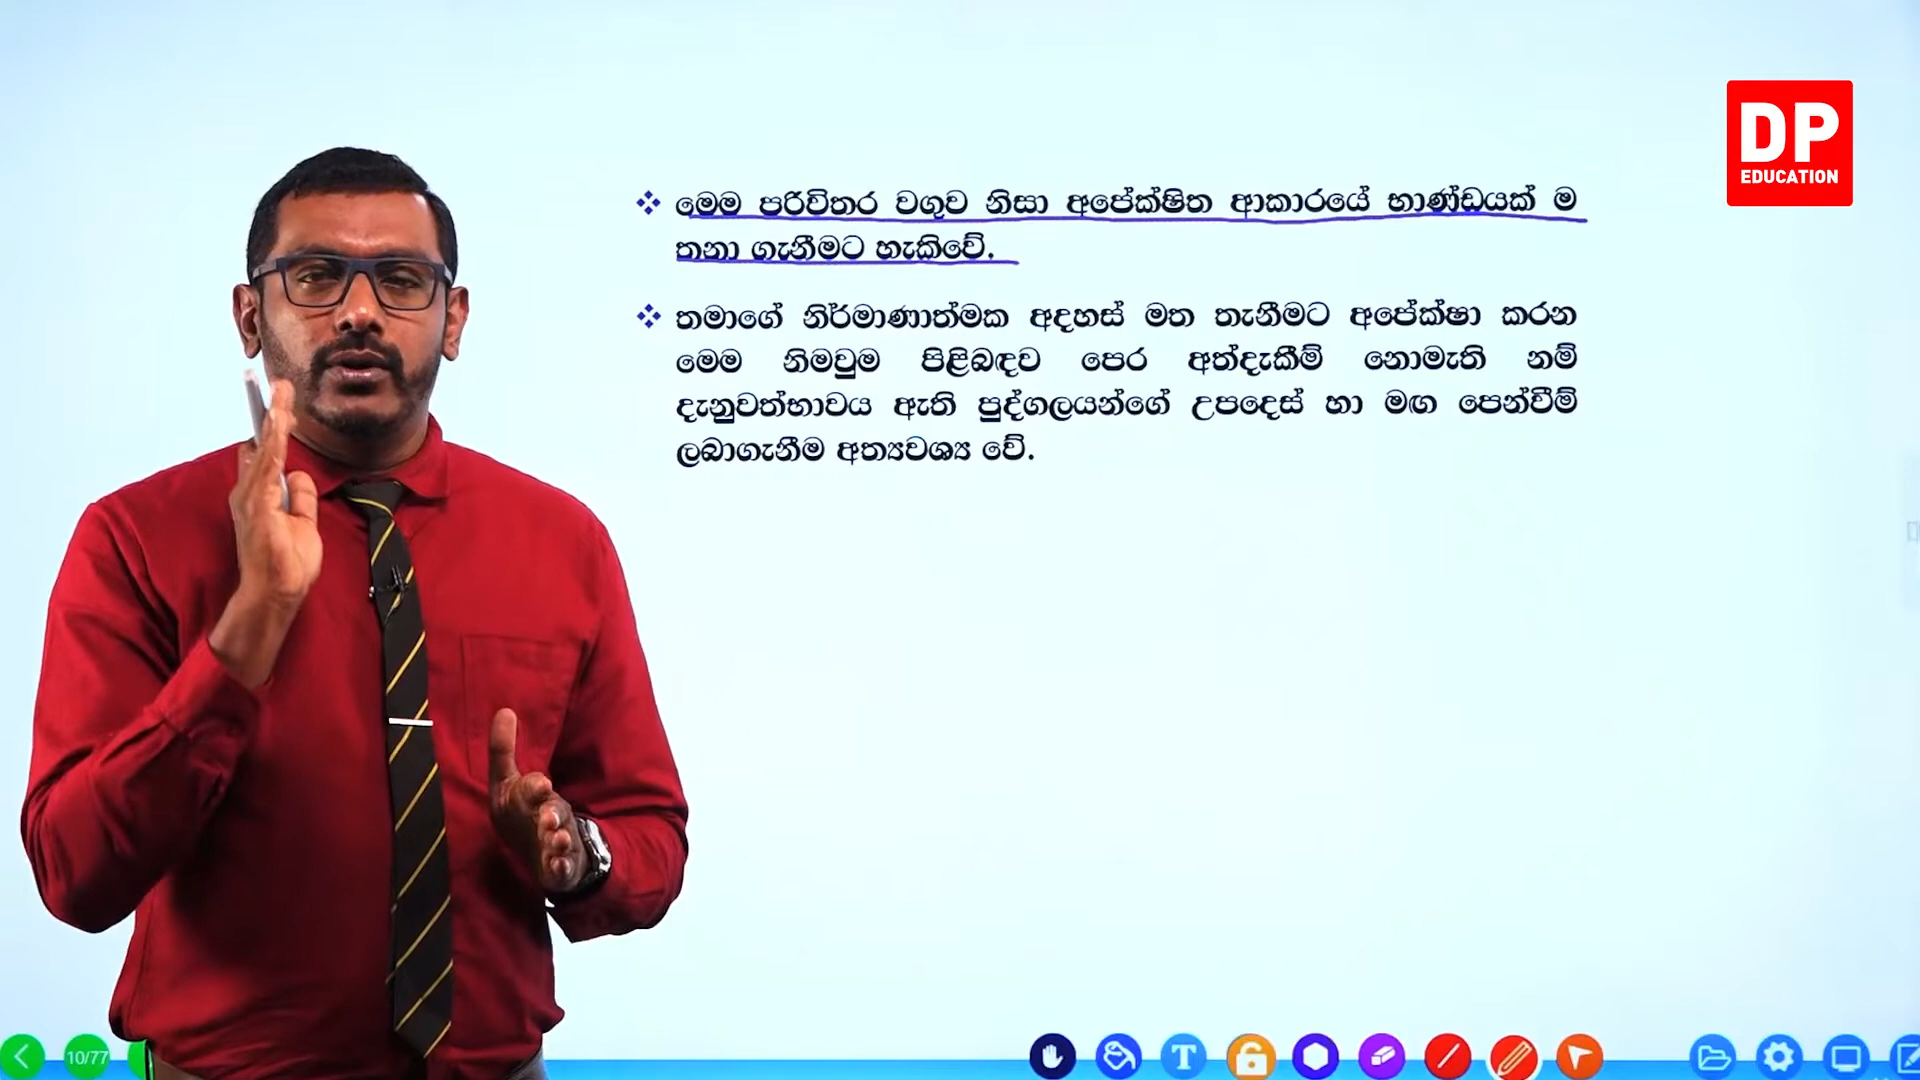 DP
EDUCATION
මෙම පරිවිතර වගුව නිසා අපේක්ෂිත ආකාරයේ භාණ්ඩයක් ම
තනා ගැනීමට හැකිවේ.
තමාගේ නිර්මාණාත්මක අදහස් මත තැනීමට අපේක්ෂා කරන
මෙම නිමවුම පිළිබඳව පෙර අත්දැකීම් නොමැති නම්
දැනුවත්භාවය ඇති පුද්ගලයන්ගේ උපදෙස් හා මඟ පෙන්වීම්
ලබාගැනීම අත්‍යවශ්‍ය වේ.
10/77
T